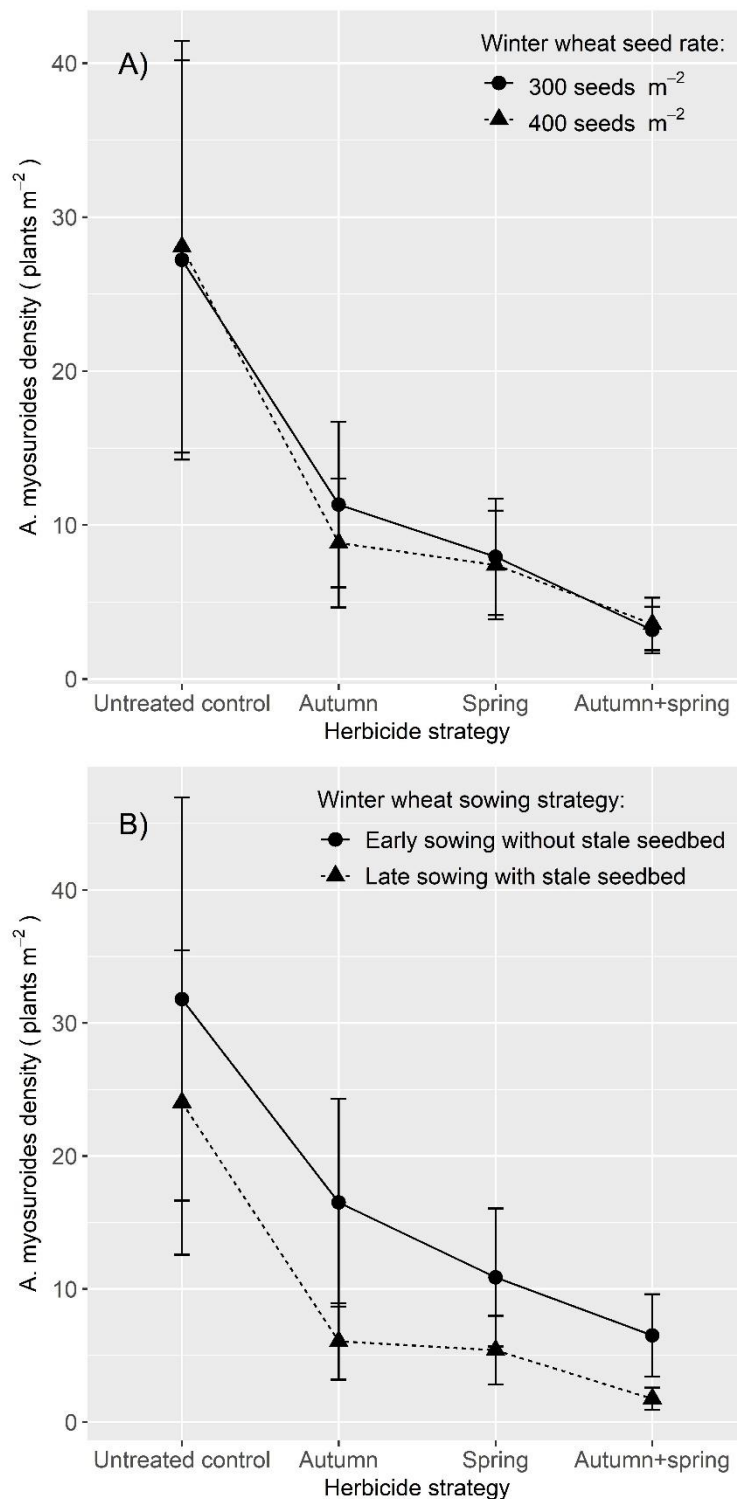 A)
Winter wheat seed rate:
300 seeds m⁻²
400 seeds m⁻²
A. myosuroides density ( plants m⁻² )
40
30
20
10
0
Untreated control Autumn Spring Autumn+spring
Herbicide strategy
B)
Winter wheat sowing strategy:
Early sowing without stale seedbed
Late sowing with stale seedbed
A. myosuroides density ( plants m⁻² )
40
30
20
10
0
Untreated control Autumn Spring Autumn+spring
Herbicide strategy